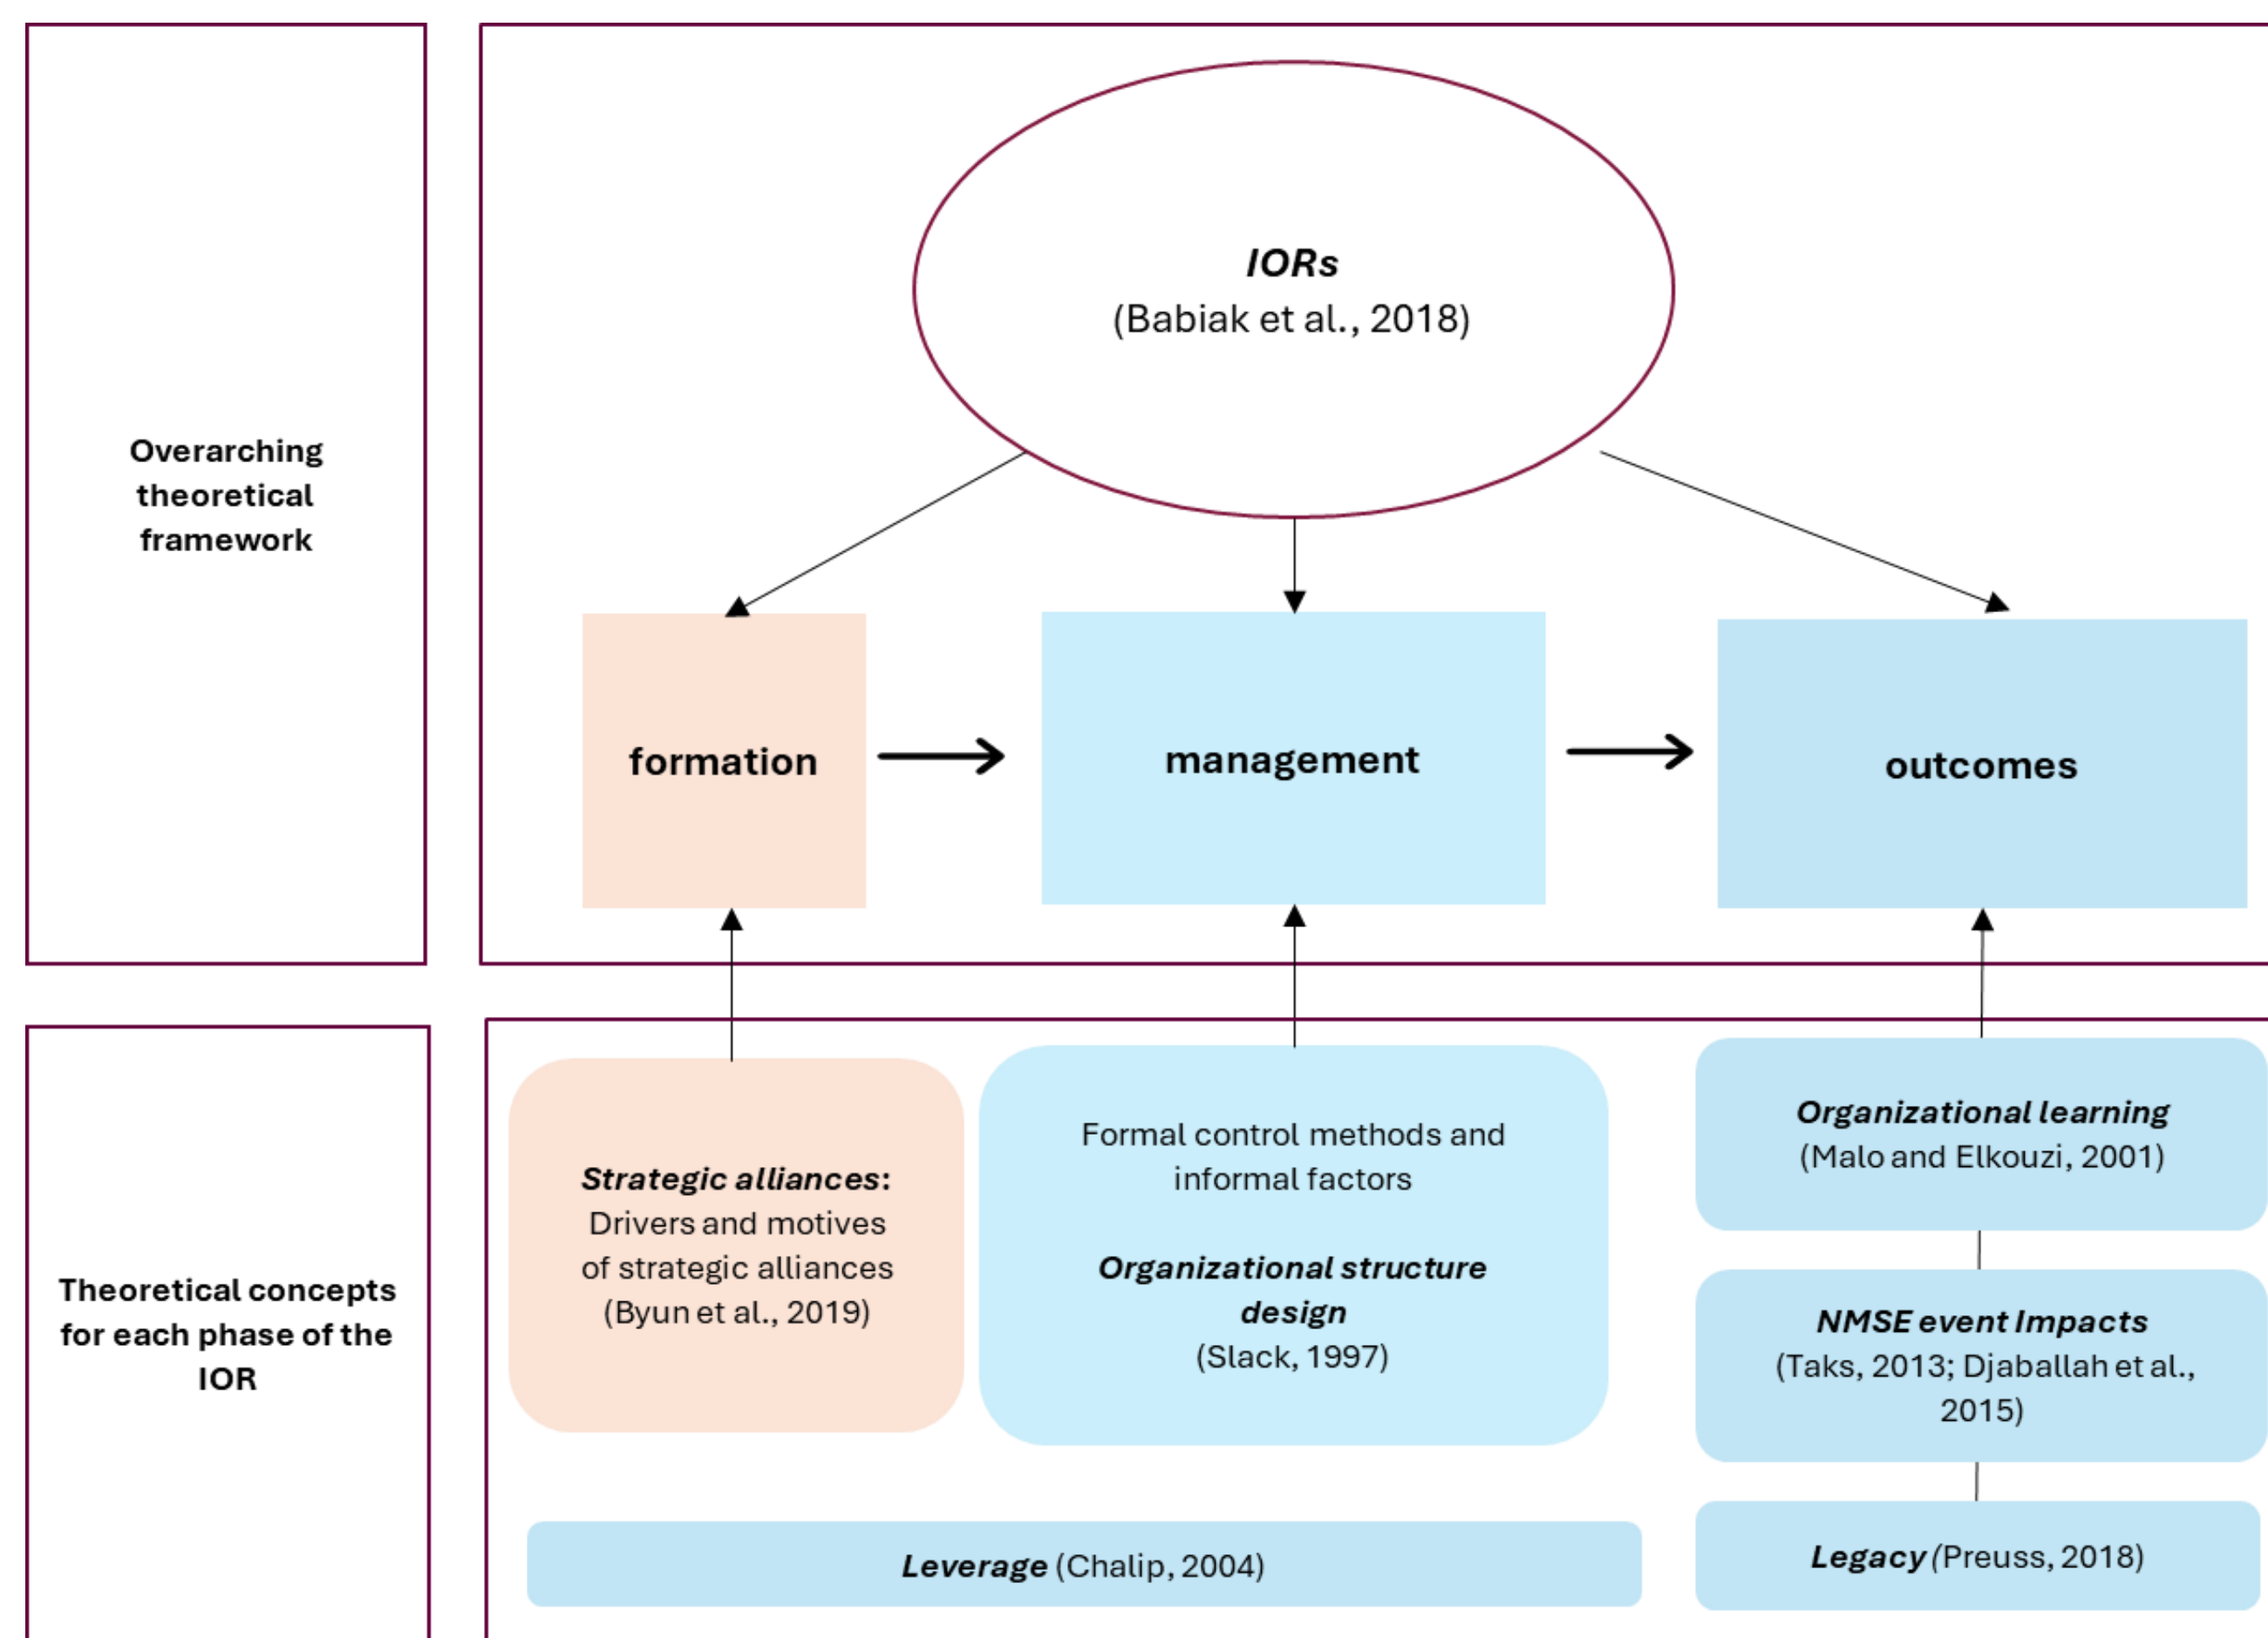 Overarching
theoretical
framework
IORs
(Babiak et al., 2018)
formation
management
outcomes
Theoretical concepts
for each phase of the
IOR
Strategic alliances:
Drivers and motives
of strategic alliances
(Byun et al., 2019)
Formal control methods and
informal factors
Organizational structure
design
(Slack, 1997)
Organizational learning
(Malo and Elkouzi, 2001)
NMSE event Impacts
(Taks, 2013; Djaballah et al.,
2015)
Leverage (Chalip, 2004)
Legacy (Preuss, 2018)